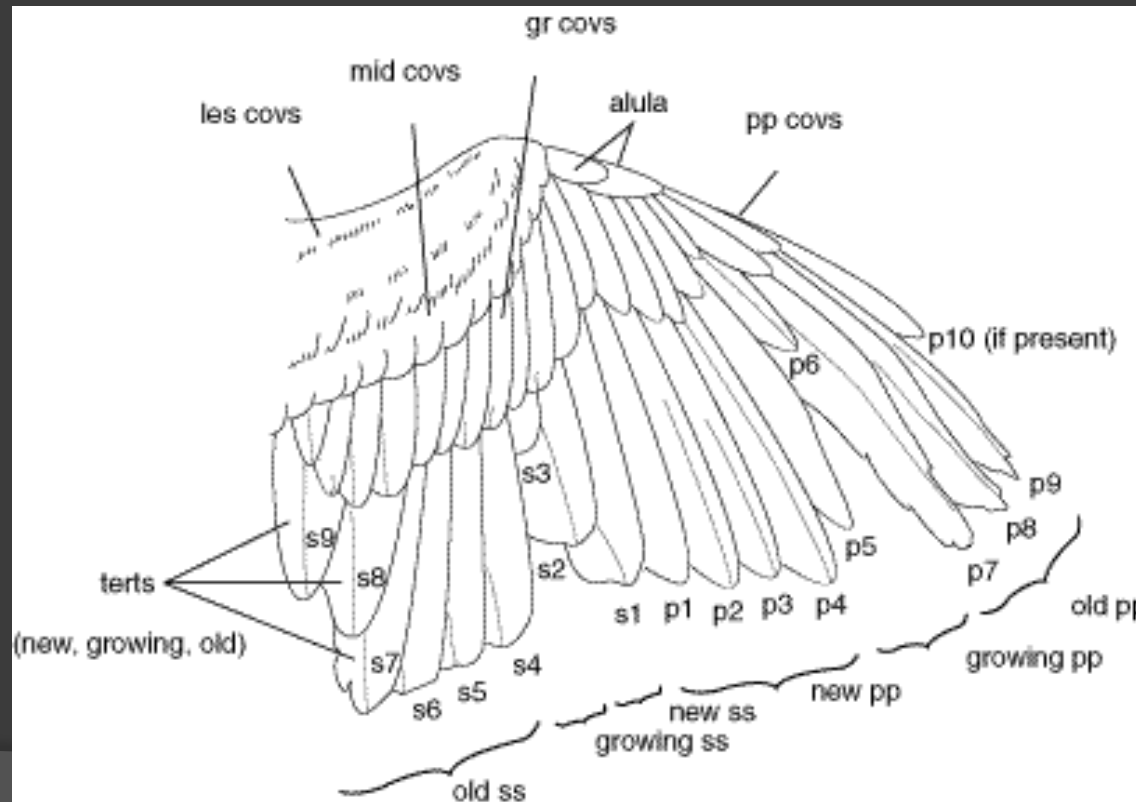 gr covs
mid covs
alula
les covs
pp covs
p10 (if present)
p6
s3
p9
s9
p8
p5
s8
s2
p7
terts
s1
p1
p2
p3
p4
old pp
(new, growing, old)
s7
s4
growing pp
s5
new pp
s6
new ss
growing ss
old ss